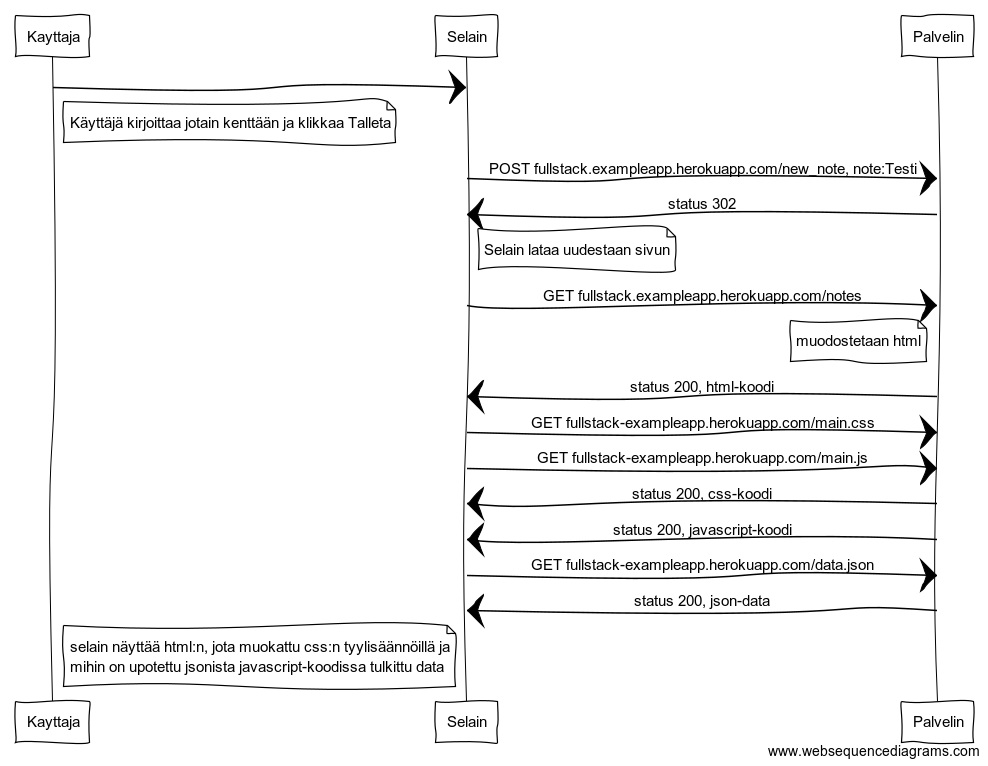 Kayttaja
Selain
Palvelin
Käyttäjä kirjoittaa jotain kenttään ja klikkaa Talleta
POST fullstack.exampleapp.herokuapp.com/new_note, note:Testi
status 302
Selain lataa uudestaan sivun
GET fullstack.exampleapp.herokuapp.com/notes
muodostetaan html
status 200, html-koodi
GET fullstack-exampleapp.herokuapp.com/main.css
GET fullstack-exampleapp.herokuapp.com/main.js
status 200, css-koodi
status 200, javascript-koodi
GET fullstack-exampleapp.herokuapp.com/data.json
status 200, json-data
selain näyttää html:n, jota muokattu css:n tyylisäännöillä ja
mihin on upotettu jsonista javascript-koodissa tulkittu data
Kayttaja
Selain
Palvelin
www.websequencediagrams.com